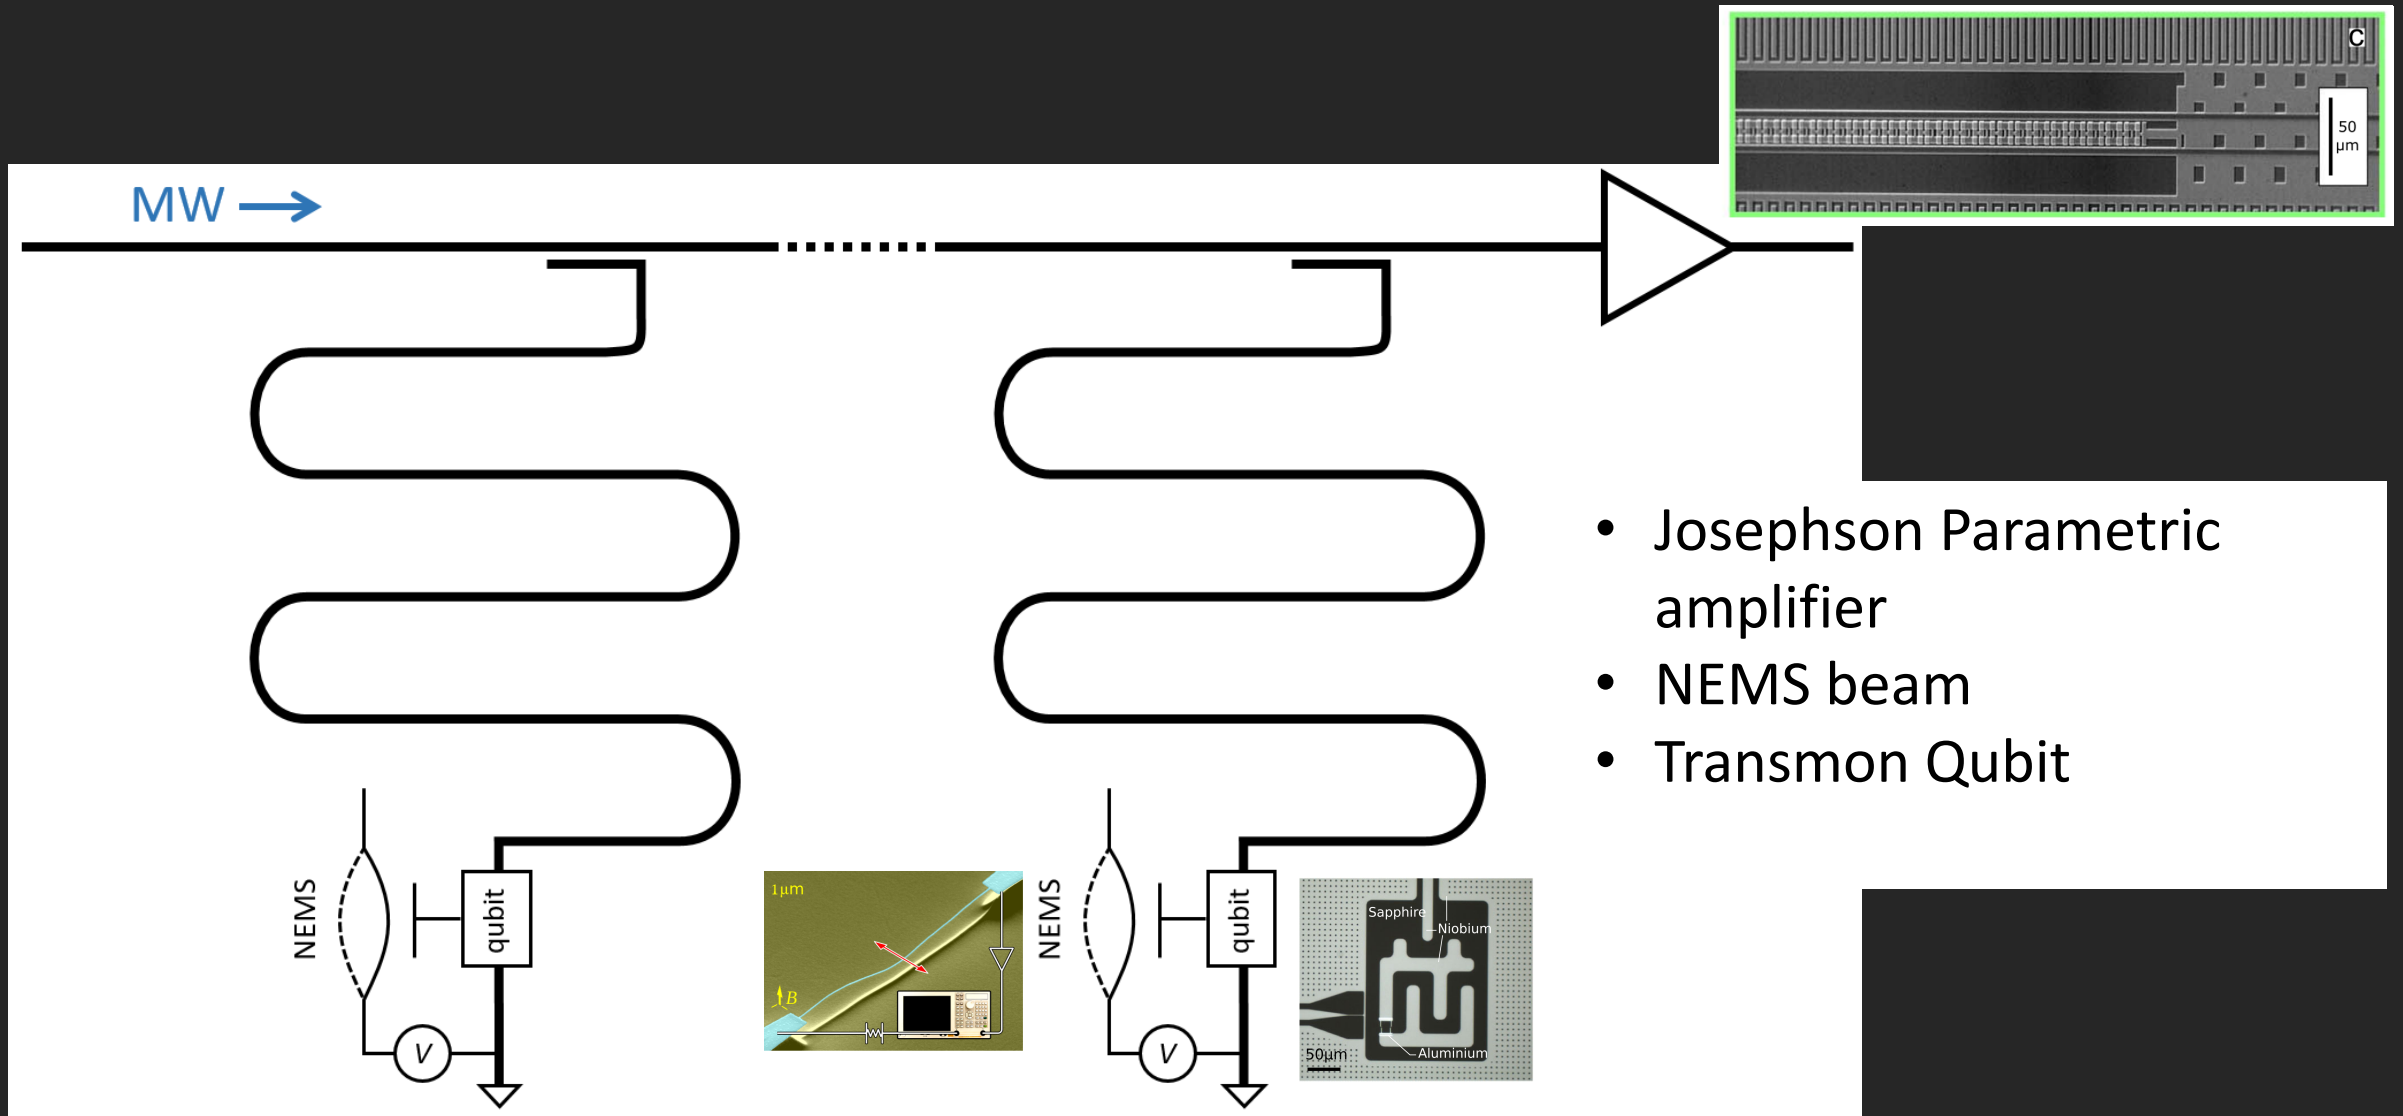 C
50
µm
MW
• Josephson Parametric
amplifier
• NEMS beam
• Transmon Qubit
NEMS
qubit
V
1µm
B
NEMS
qubit
V
Sapphire
Niobium
50µm
Aluminium